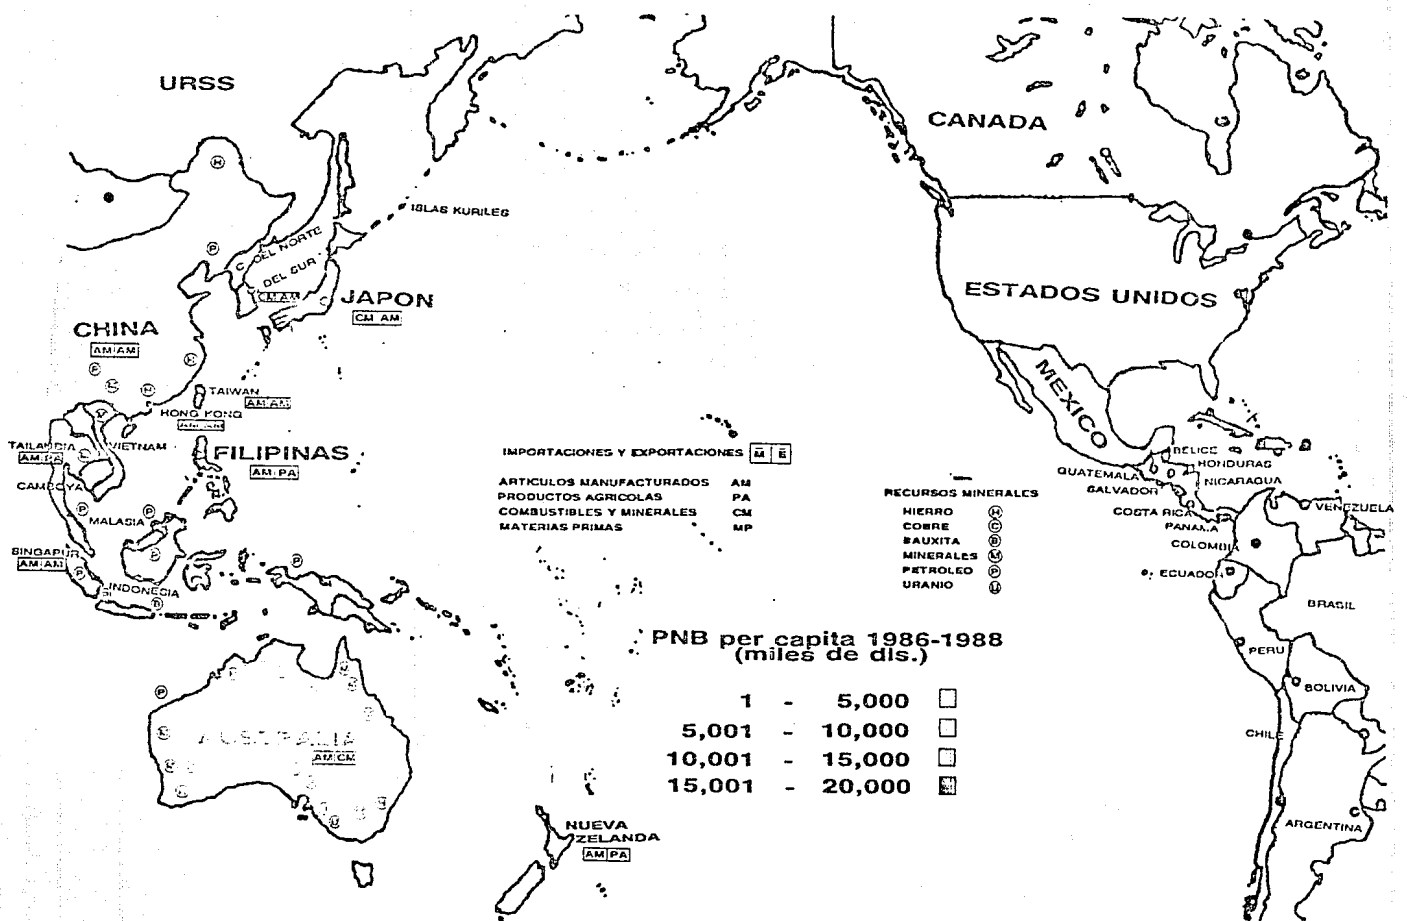 URSS
CANADA
ISLAS KURILES
C. DEL NORTE
DEL SUR
CM AM
JAPON
CM AM
ESTADOS UNIDOS
CHINA
AM AM
MEXICO
TAIWAN
AM AM
HONG KONG
TAILANDIA
AM PA
VIETNAM
FILIPINAS
AM PA
CAMBOYA
MALASIA
SINGAPUR
AM AM
INDONESIA
BELICE
HONDURAS
GUATEMALA
NICARAGUA
SALVADOR
COSTA RICA
PANAMA
VENEZUELA
COLOMBIA
ECUADOR
BRASIL
PERU
BOLIVIA
CHILE
ARGENTINA
IMPORTACIONES Y EXPORTACIONES M E
ARTICULOS MANUFACTURADOS AM
PRODUCTOS AGRICOLAS PA
COMBUSTIBLES Y MINERALES CM
MATERIAS PRIMAS MP
RECURSOS MINERALES
HIERRO H
COBRE C
BAUXITA B
MINERALES M
PETROLEO P
URANIO U
PNB per capita 1986-1988
(miles de dls.)
1 - 5,000
5,001 - 10,000
10,001 - 15,000
15,001 - 20,000
AUSTRALIA
AM CM
NUEVA
ZELANDA
AM PA